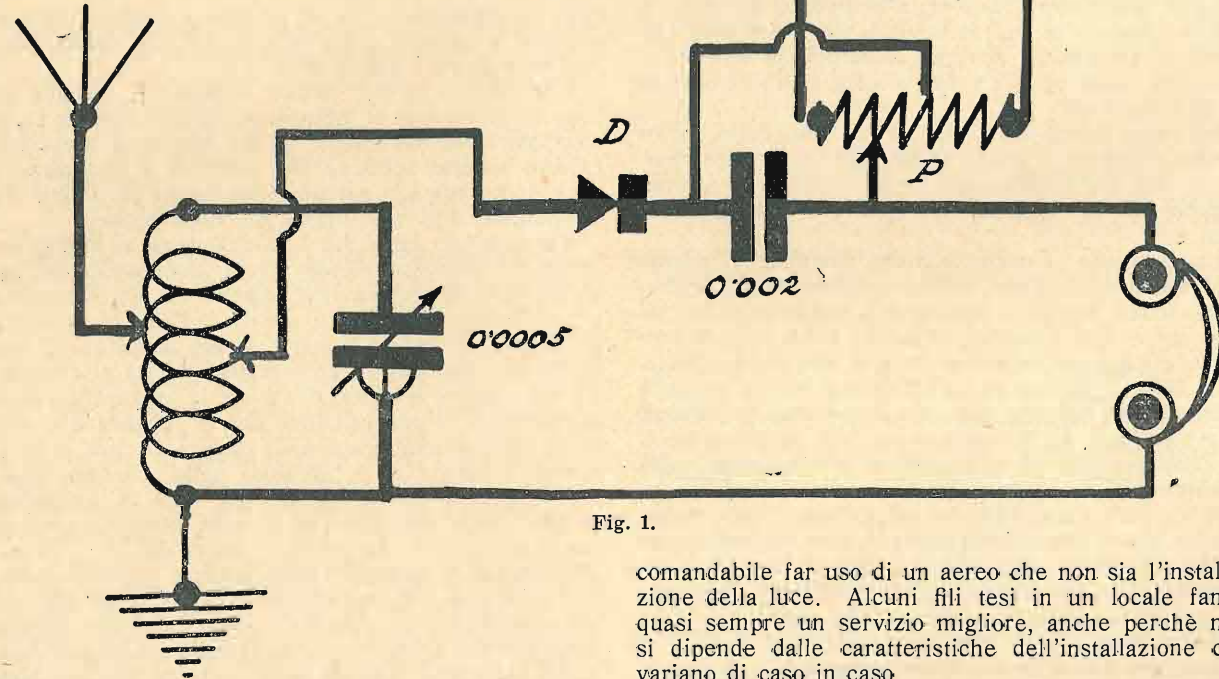 D
P
0'002
0'0005
Fig. 1.
comandabile far uso di un aereo che non sia l'instal
zione della luce. Alcuni fili tesi in un locale fan
quasi sempre un servizio migliore, anche perchè n
si dipende dalle caratteristiche dell'installazione c
variano di caso in caso